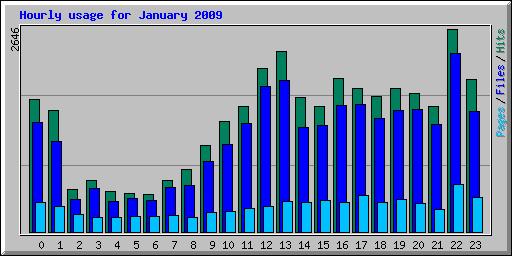 Hourly usage for January 2009
2646
Pages / Files / Hits
0 1 2 3 4 5 6 7 8 9 10 11 12 13 14 15 16 17 18 19 20 21 22 23